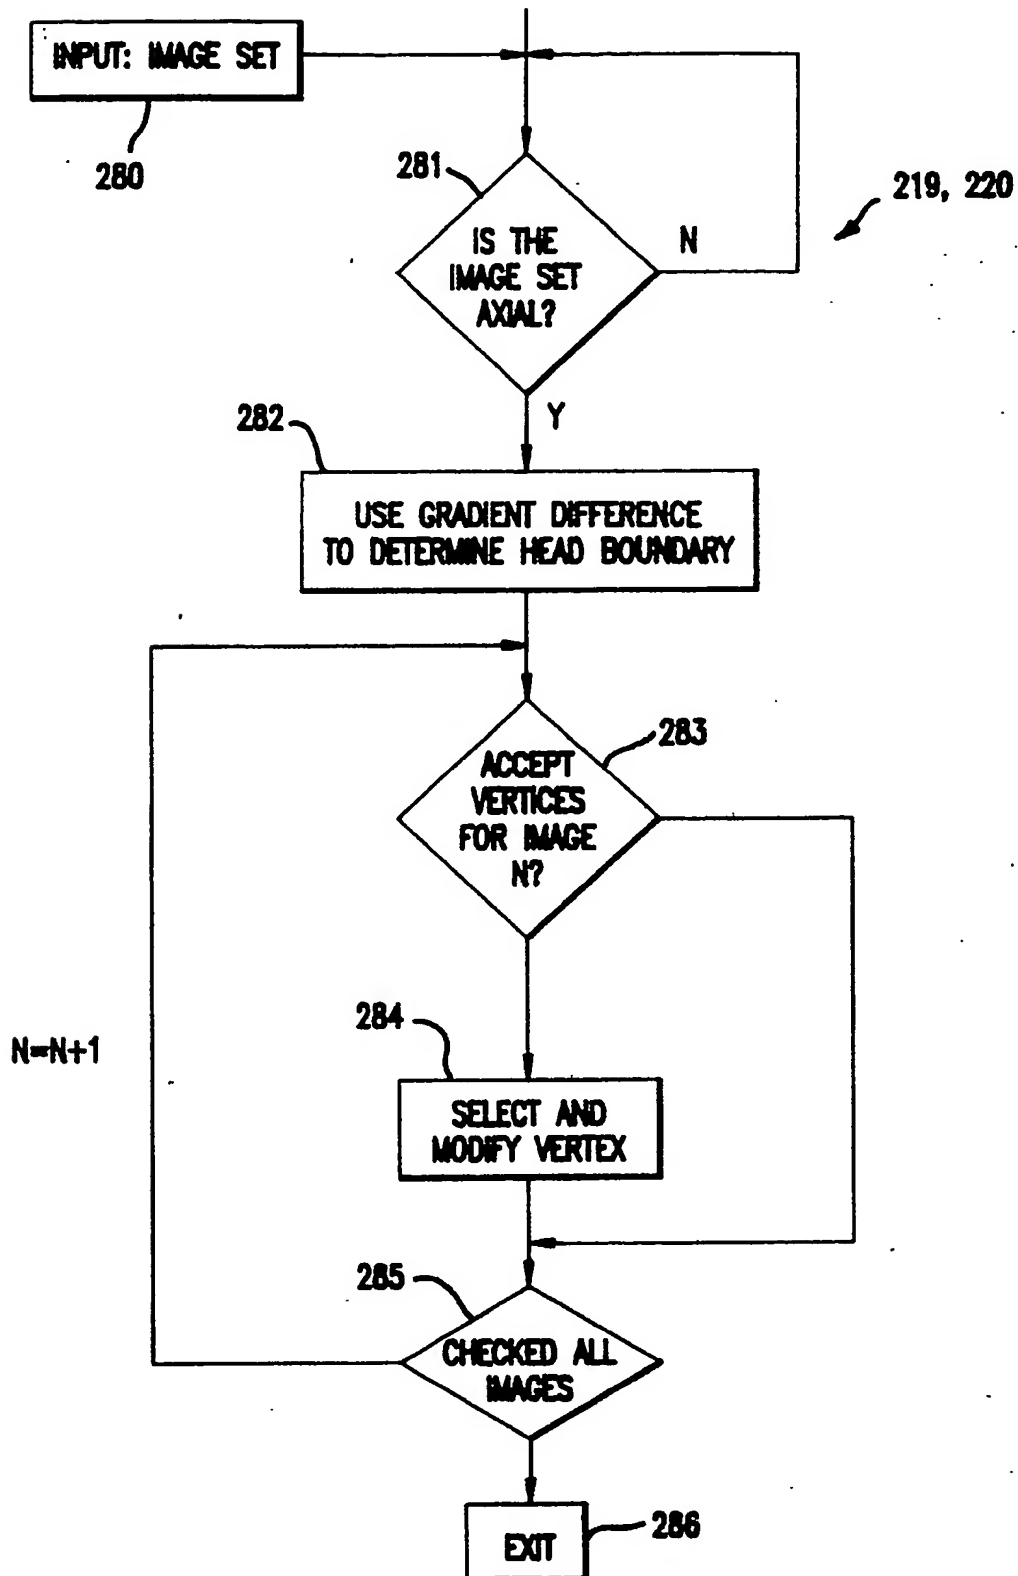 INPUT: IMAGE SET
280
281
219, 220
IS THE
IMAGE SET
AXIAL?
N
Y
282
USE GRADIENT DIFFERENCE
TO DETERMINE HEAD BOUNDARY
283
ACCEPT
VERTICES
FOR IMAGE
N?
284
N=N+1
SELECT AND
MODIFY VERTEX
285
CHECKED ALL
IMAGES
EXIT
286